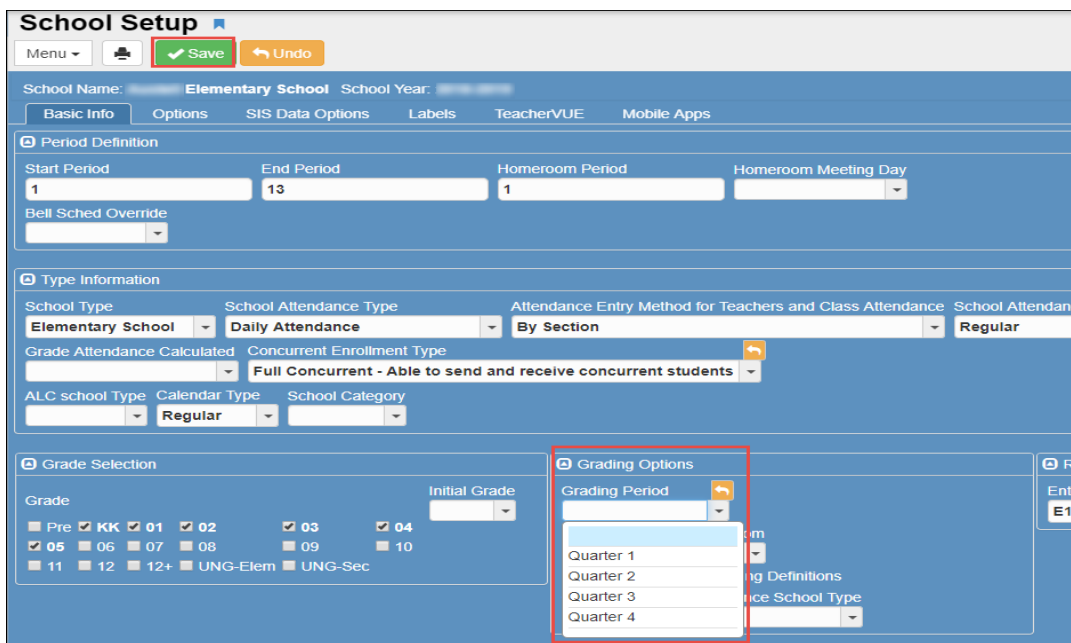 School Setup
Menu
Save
Undo
School Name: Elementary School School Year:
Basic Info Options SIS Data Options Labels TeacherVUE Mobile Apps
Period Definition
Start Period End Period Homeroom Period Homeroom Meeting Day
1 13 1
Bell Sched Override
Type Information
School Type School Attendance Type Attendance Entry Method for Teachers and Class Attendance School Attendan
Elementary School Daily Attendance By Section Regular
Grade Attendance Calculated Concurrent Enrollment Type
Full Concurrent - Able to send and receive concurrent students
ALC school Type Calendar Type School Category
Regular
Grade Selection
Grade Initial Grade
Pre KK 01 02 03 04
05 06 07 08 09 10
11 12 12+ UNG-Elem UNG-Sec
Grading Options
Grading Period
om
Quarter 1
Quarter 2
ng Definitions
Quarter 3
nce School Type
Quarter 4
R
Ent
E1